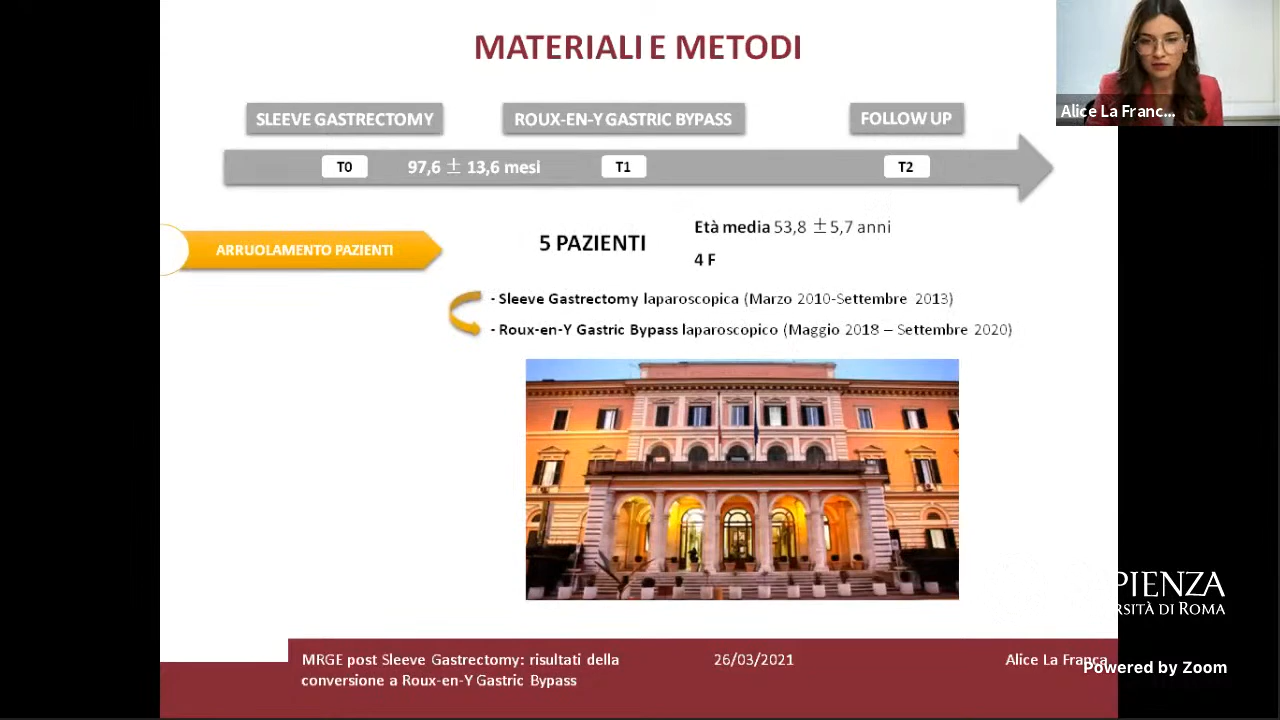 MATERIALI E METODI
Alice La Franc...
SLEEVE GASTRECTOMY
ROUX-EN-Y GASTRIC BYPASS
FOLLOW UP
T0
97,6 ± 13,6 mesi
T1
T2
ARRUOLAMENTO PAZIENTI
5 PAZIENTI
Età media 53,8 ±5,7 anni
4 F
- Sleeve Gastrectomy laparoscopica (Marzo 2010-Settembre 2013)
- Roux-en-Y Gastric Bypass laparoscopico (Maggio 2018 – Settembre 2020)
PIENZA
RSITÀ DI ROMA
MRGE post Sleeve Gastrectomy: risultati della
conversione a Roux-en-Y Gastric Bypass
26/03/2021
Alice La Franca
Powered by Zoom